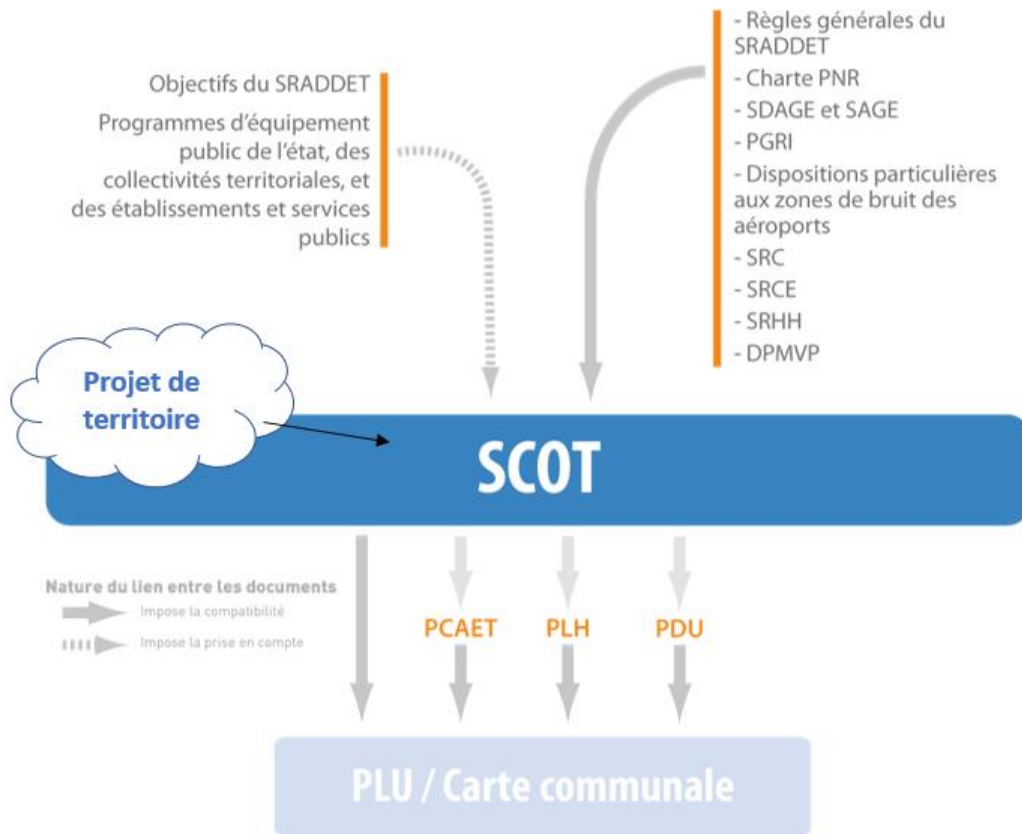 Objectifs du SRADDET
Programmes d'équipement
public de l'état, des
collectivités territoriales, et
des établissements et services
publics
- Règles générales du
SRADDET
- Charte PNR
- SDAGE et SAGE
- PGRI
- Dispositions particulières
aux zones de bruit des
aéroports
- SRC
- SRCE
- SRHH
- DPMVP
Projet de
territoire
SCOT
Nature du lien entre les documents
Impose la compatibilité
Impose la prise en compte
PCAET
PLH
PDU
PLU / Carte communale